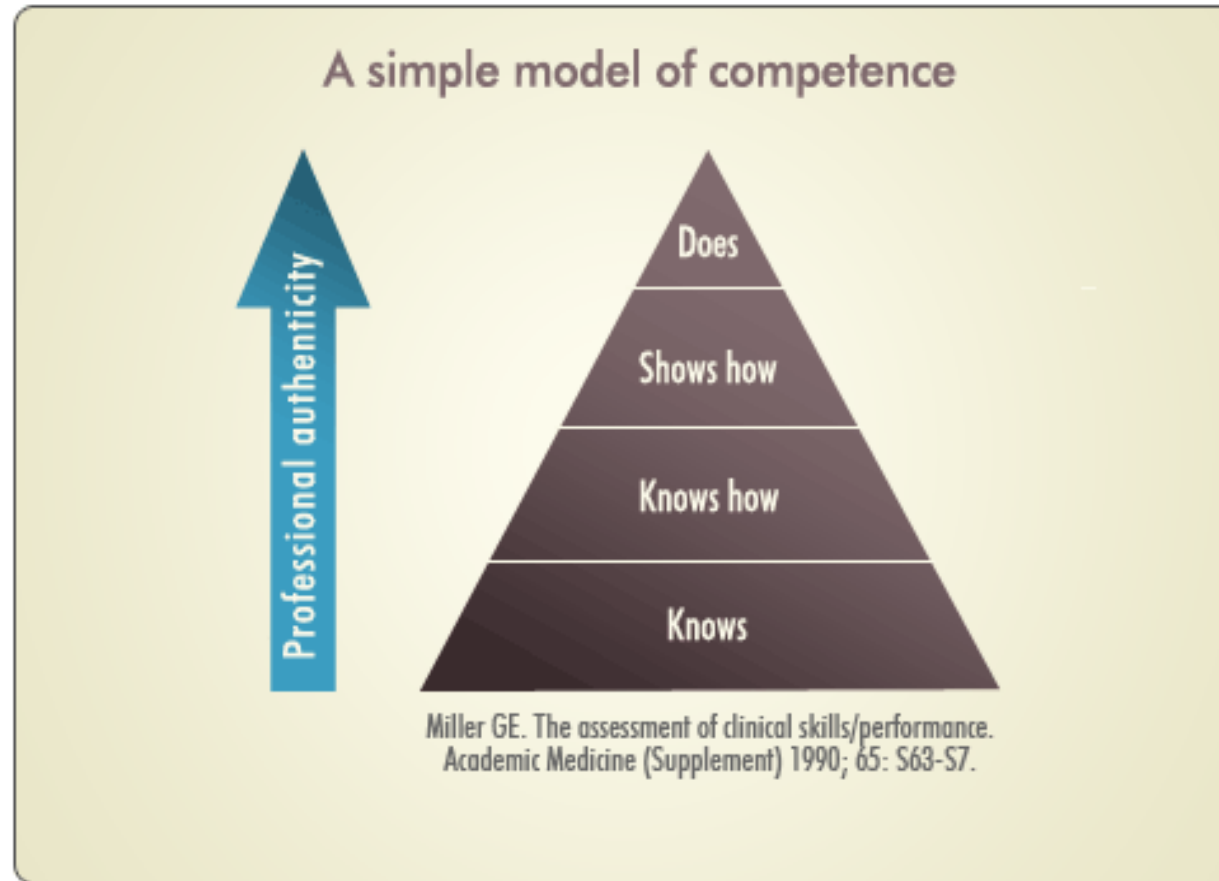 A simple model of competence
Professional authenticity
Does
Shows how
Knows how
Knows
Miller GE. The assessment of clinical skills/performance.
Academic Medicine (Supplement) 1990; 65: S63-S7.